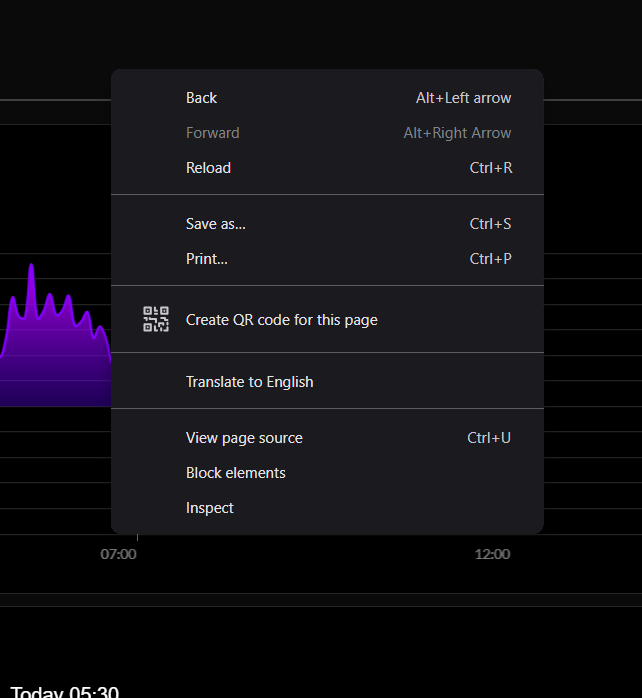 Back Alt+Left arrow
Forward Alt+Right Arrow
Reload Ctrl+R
Save as... Ctrl+S
Print... Ctrl+P
Create QR code for this page
Translate to English
View page source Ctrl+U
Block elements
Inspect
07:00 12:00
Today 05:30